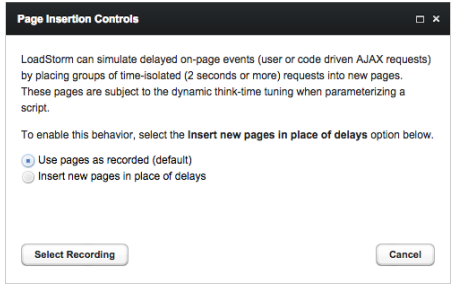 Page Insertion Controls
LoadStorm can simulate delayed on-page events (user or code driven AJAX requests)
by placing groups of time-isolated (2 seconds or more) requests into new pages.
These pages are subject to the dynamic think-time tuning when parameterizing a
script.
To enable this behavior, select the Insert new pages in place of delays option below.
Use pages as recorded (default)
Insert new pages in place of delays
Select Recording
Cancel